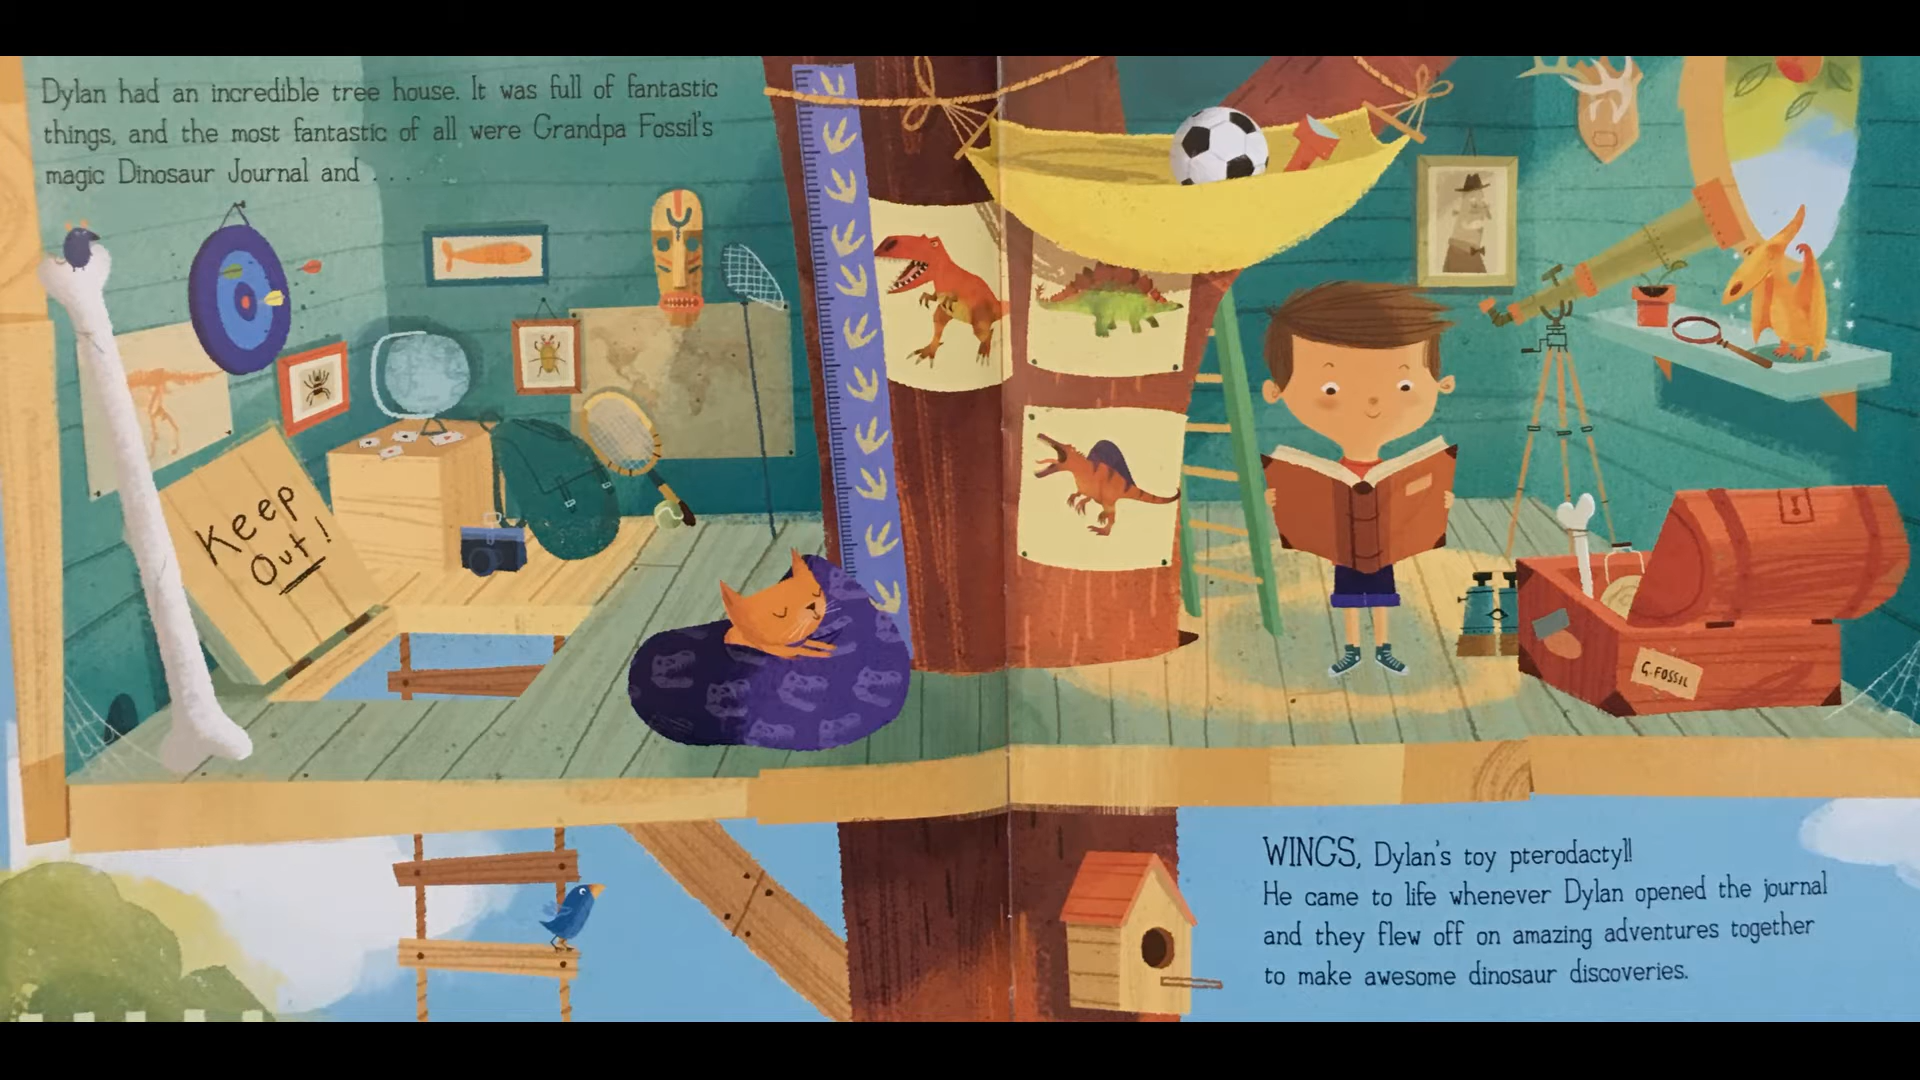 Dylan had an incredible tree house. It was full of fantastic
things, and the most fantastic of all were Grandpa Fossil's
magic Dinosaur Journal and . . .
Keep
Out!
G. FOSSIL
WINGS, Dylan's toy pterodactyl!
He came to life whenever Dylan opened the journal
and they flew off on amazing adventures together
to make awesome dinosaur discoveries.